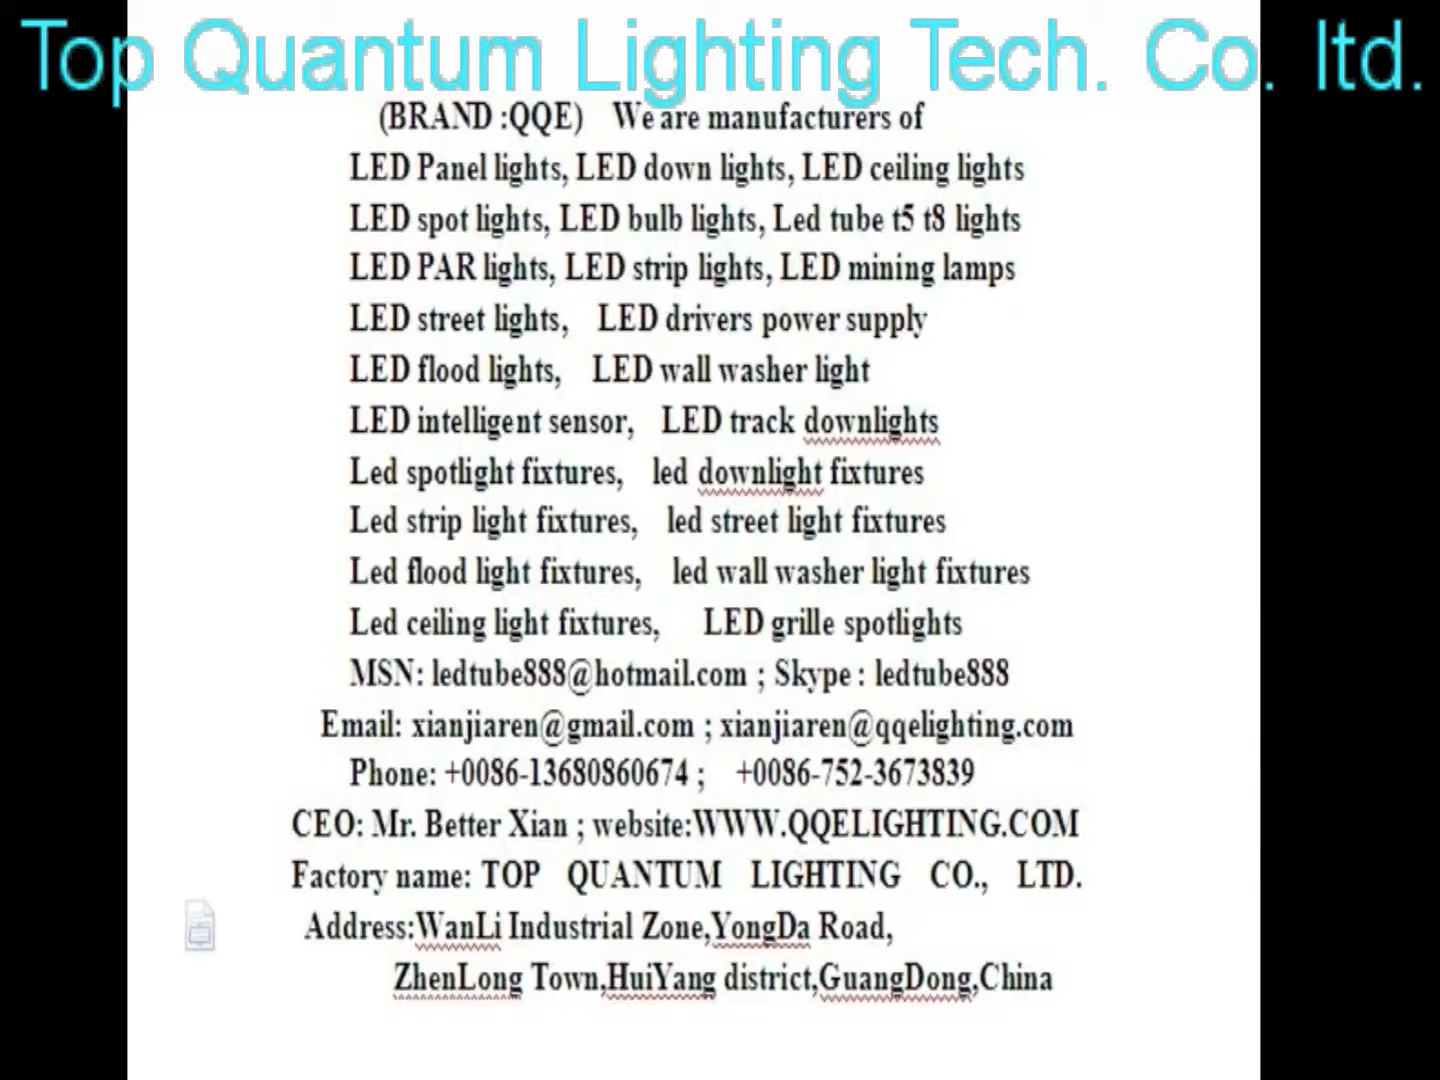 Top Quantum Lighting Tech. Co. ltd.
(BRAND :QQE) We are manufacturers of
LED Panel lights, LED down lights, LED ceiling lights
LED spot lights, LED bulb lights, Led tube t5 t8 lights
LED PAR lights, LED strip lights, LED mining lamps
LED street lights, LED drivers power supply
LED flood lights, LED wall washer light
LED intelligent sensor, LED track downlights
Led spotlight fixtures, led downlight fixtures
Led strip light fixtures, led street light fixtures
Led flood light fixtures, led wall washer light fixtures
Led ceiling light fixtures, LED grille spotlights
MSN: ledtube888@hotmail.com ; Skype : ledtube888
Email: xianjiaren@gmail.com ; xianjiaren@qqelighting.com
Phone: +0086-13680860674 ; +0086-752-3673839
CEO: Mr. Better Xian ; website:WWW.QQELIGHTING.COM
Factory name: TOP QUANTUM LIGHTING CO., LTD.
Address:WanLi Industrial Zone,YongDa Road,
ZhenLong Town,HuiYang district,GuangDong,China